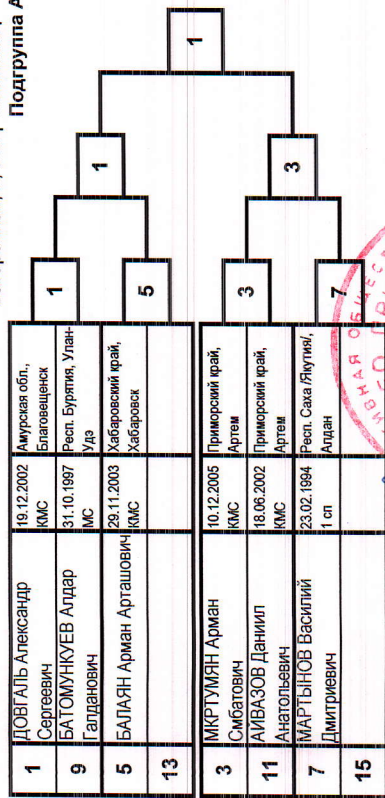 Подгруппа А
1 ДОВГАЛЬ Александр Сергеевич 19.12.2002 КМС Амурская обл., Благовещенск
9 БАТОМУНКУЕВ Алдар Галданович 31.10.1997 МС Респ. Бурятия, Улан-Удэ
5 БАЛАЯН Арман Арташович 29.11.2003 КМС Хабаровский край, Хабаровск
13
3 МКРТУМЯН Арман Смбатович 10.12.2005 КМС Приморский край, Артем
11 АЙВАЗОВ Даниил Анатольевич 18.06.2002 КМС Приморский край, Артем
7 МАРТЫНОВ Василий Дмитриевич 23.02.1994 1 сп Респ. Саха /Якутия/, Алдан
15
1
5
3
7
1
3
1